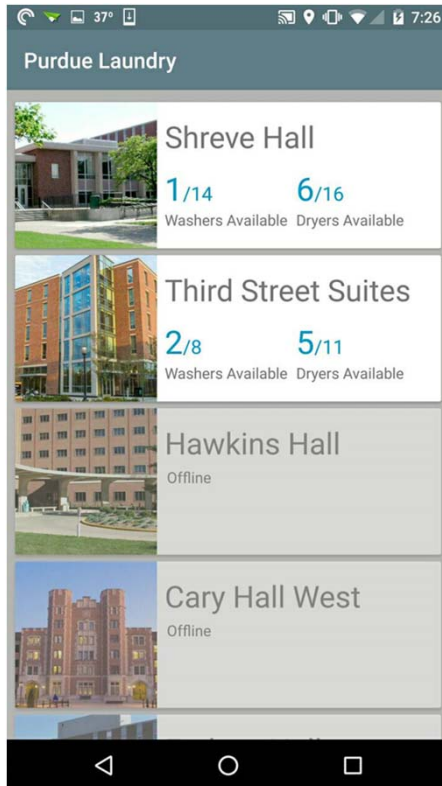 37° 7:26
Purdue Laundry
Shreve Hall
1/14 6/16
Washers Available Dryers Available
Third Street Suites
2/8 5/11
Washers Available Dryers Available
Hawkins Hall
Offline
Cary Hall West
Offline